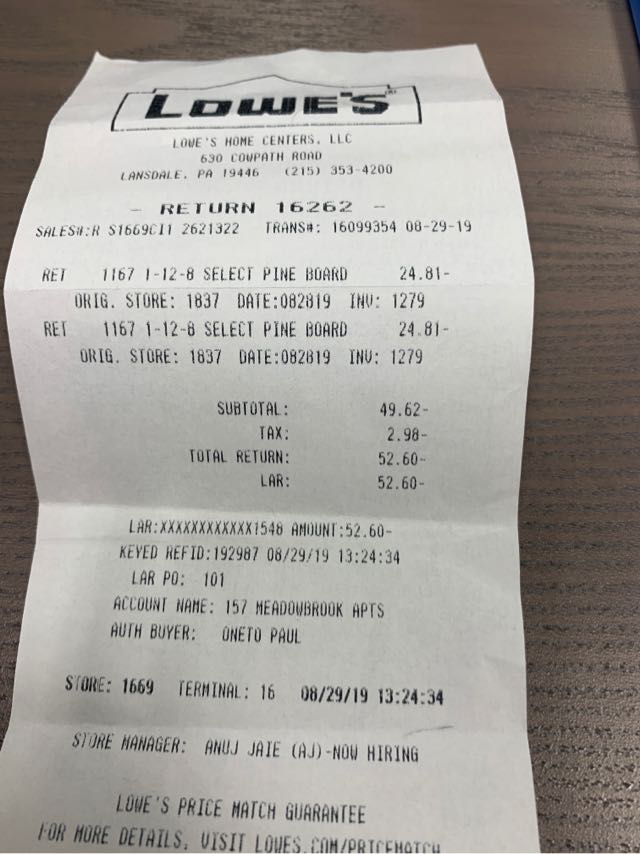 LOWE'S®
LOWE'S HOME CENTERS, LLC
630 COWPATH ROAD
LANSDALE, PA 19446 (215) 353-4200
- RETURN 16262 -
SALES#:R S1669CI1 2621322 TRANS#: 16099354 08-29-19
RET 1167 1-12-8 SELECT PINE BOARD 24.81-
ORIG. STORE: 1837 DATE:082819 INV: 1279
RET 1167 1-12-8 SELECT PINE BOARD 24.81-
ORIG. STORE: 1837 DATE:082819 INV: 1279
SUBTOTAL: 49.62-
TAX: 2.98-
TOTAL RETURN: 52.60-
LAR: 52.60-
LAR:XXXXXXXXXXXX1548 AMOUNT:52.60-
KEYED REFID:192987 08/29/19 13:24:34
LAR PO: 101
ACCOUNT NAME: 157 MEADOWBROOK APTS
AUTH BUYER: ONETO PAUL
STORE: 1669 TERMINAL: 16 08/29/19 13:24:34
STORE MANAGER: ANUJ JAIE (AJ)-NOW HIRING
LOWE'S PRICE MATCH GUARANTEE
FOR MORE DETAILS, VISIT LOWES.COM/PRICEMATCH